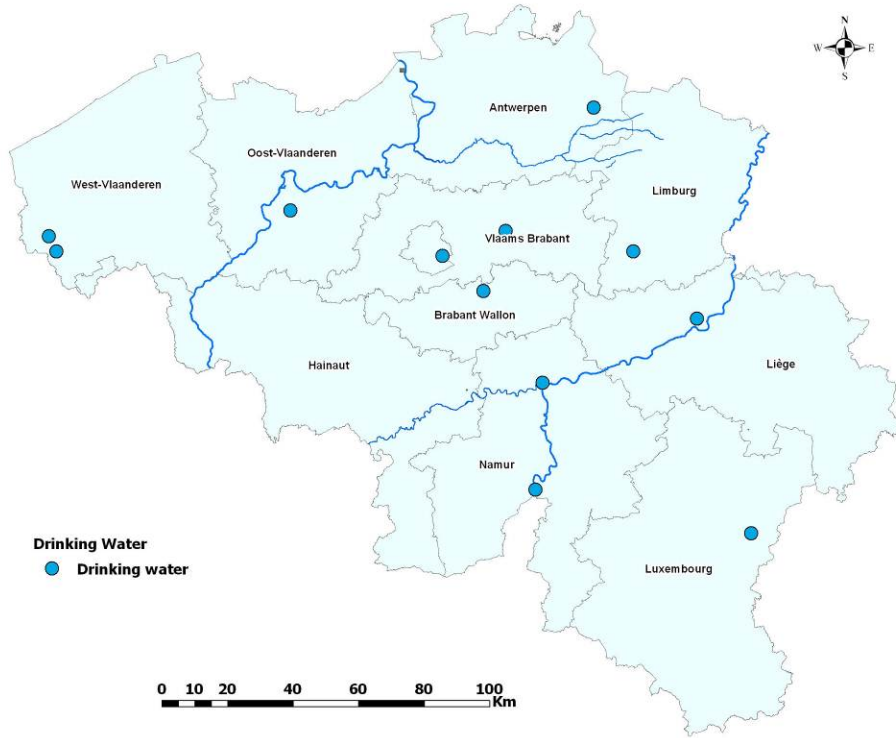 N
W E
S
Antwerpen
Oost-Vlaanderen
West-Vlaanderen
Limburg
Vlaams Brabant
Brabant Wallon
Hainaut
Liège
Namur
Luxembourg
Drinking Water
Drinking water
0 10 20 40 60 80 100
Km